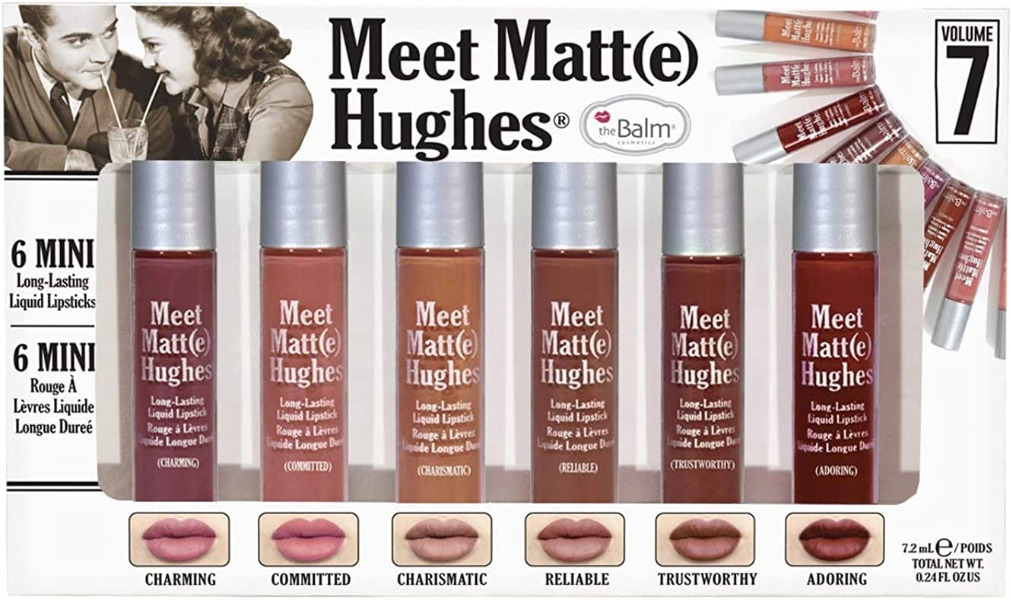 Meet Matt(e)
Hughes®
theBalm®
cosmetics
VOLUME
7
6 MINI
Long-Lasting
Liquid Lipsticks
6 MINI
Rouge À
Lèvres Liquide
Longue Dureé
Meet
Matt(e)
Hughes
Long-Lasting
Liquid Lipstick
Rouge à Lèvres
Liquide Longue Dureé
(CHARMING)
Meet
Matt(e)
Hughes
Long-Lasting
Liquid Lipstick
Rouge à Lèvres
Liquide Longue Dureé
(COMMITTED)
Meet
Matt(e)
Hughes
Long-Lasting
Liquid Lipstick
Rouge à Lèvres
Liquide Longue Dureé
(CHARISMATIC)
Meet
Matt(e)
Hughes
Long-Lasting
Liquid Lipstick
Rouge à Lèvres
Liquide Longue Dureé
(RELIABLE)
Meet
Matt(e)
Hughes
Long-Lasting
Liquid Lipstick
Rouge à Lèvres
Liquide Longue Dureé
(TRUSTWORTHY)
Meet
Matt(e)
Hughes
Long-Lasting
Liquid Lipstick
Rouge à Lèvres
Liquide Longue Dureé
(ADORING)
CHARMING
COMMITTED
CHARISMATIC
RELIABLE
TRUSTWORTHY
ADORING
7.2 mL ℮/POIDS
TOTAL NET WT.
0.24 FL OZ US